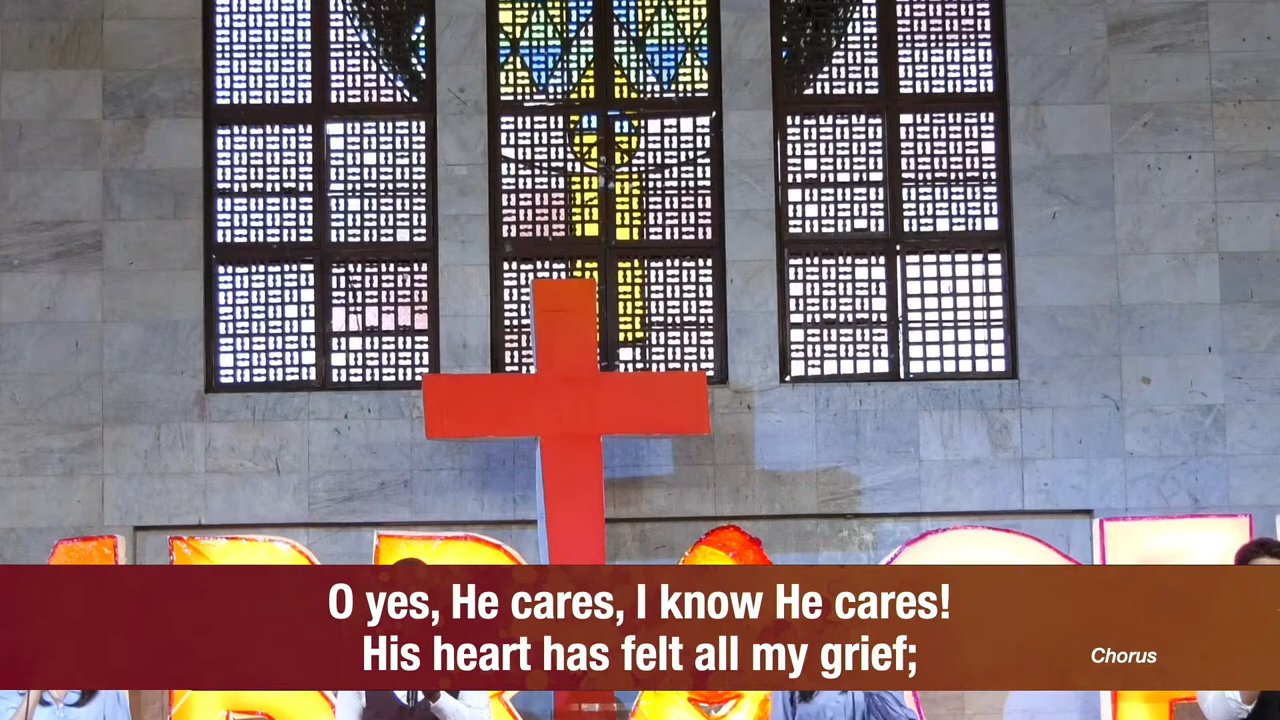 O yes, He cares, I know He cares!
His heart has felt all my grief;
Chorus